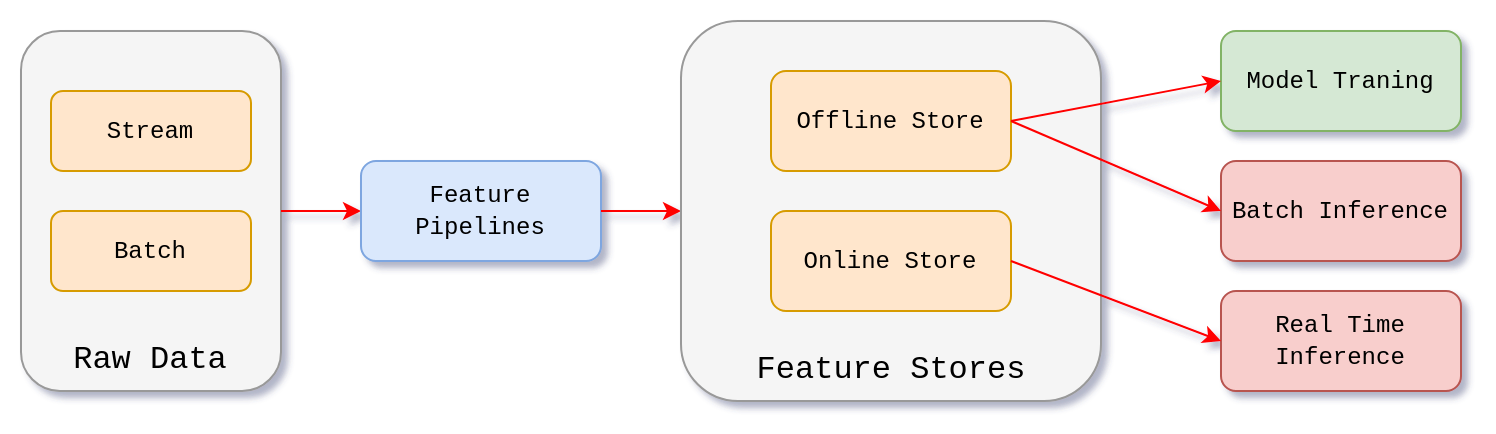 Stream
Batch
Raw Data
Feature
Pipelines
Offline Store
Online Store
Feature Stores
Model Traning
Batch Inference
Real Time
Inference